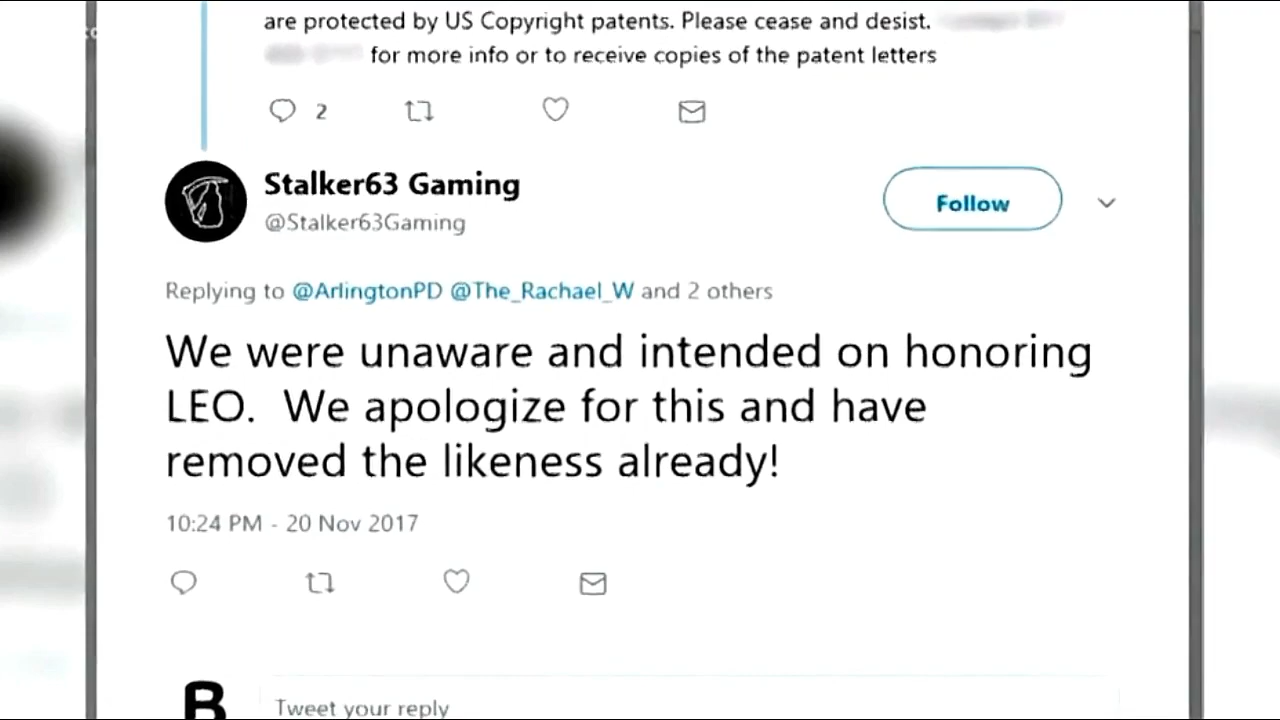 are protected by US Copyright patents. Please cease and desist.
for more info or to receive copies of the patent letters
2
Stalker63 Gaming
@Stalker63Gaming
Follow
Replying to @ArlingtonPD @The_Rachael_W and 2 others
We were unaware and intended on honoring
LEO. We apologize for this and have
removed the likeness already!
10:24 PM - 20 Nov 2017
B
Tweet your reply